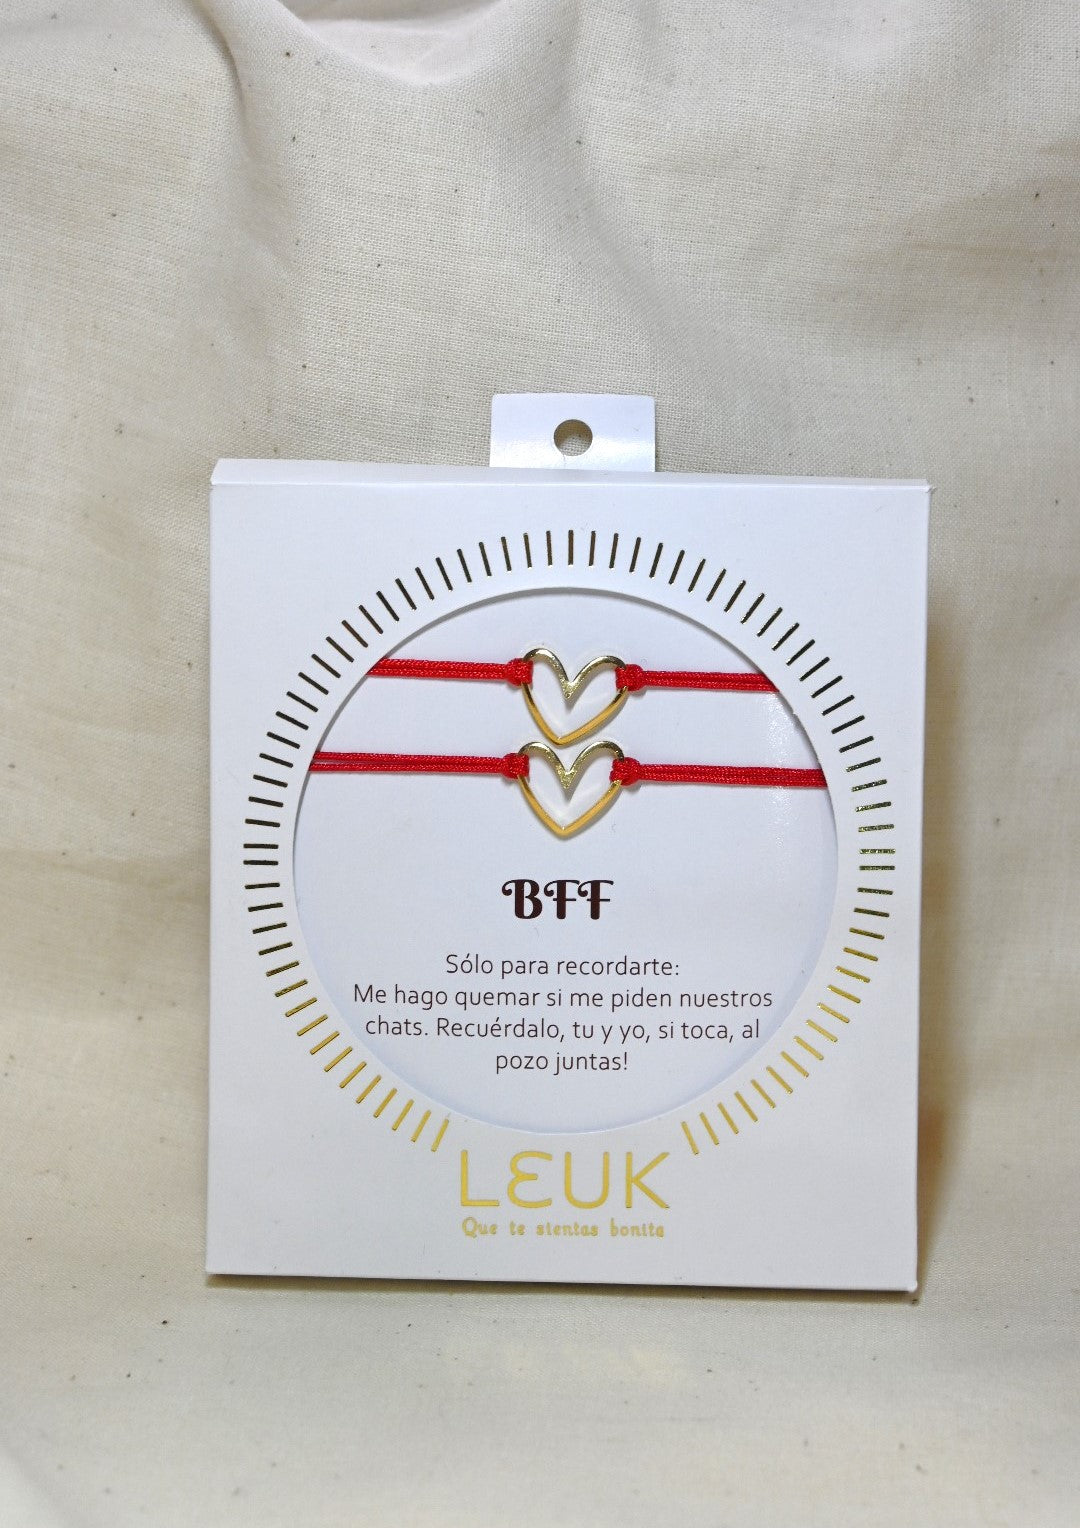 BFF
Sólo para recordarte:
Me hago quemar si me piden nuestros
chats. Recuérdalo, tu y yo, si toca, al
pozo juntas!
LEUK
Que te sientas bonita